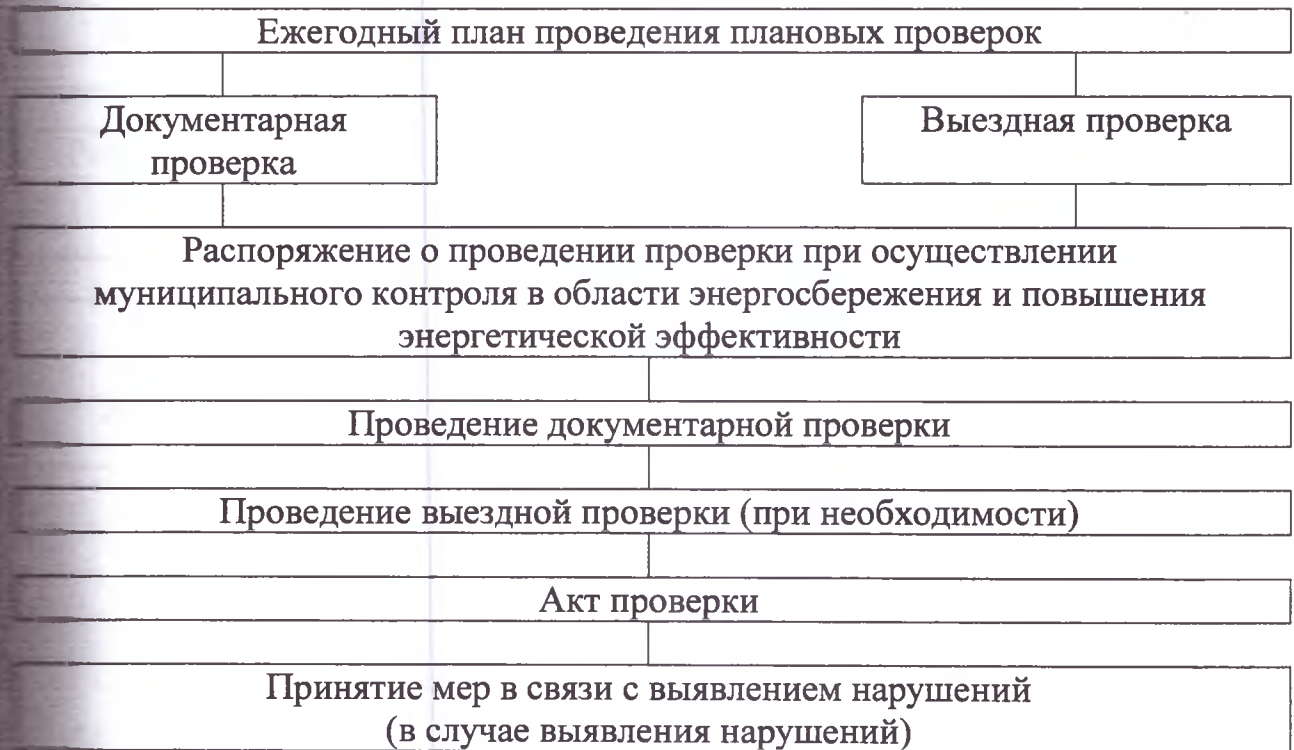 Ежегодный план проведения плановых проверок
Документарная
проверка
Выездная проверка
Распоряжение о проведении проверки при осуществлении
муниципального контроля в области энергосбережения и повышения
энергетической эффективности
Проведение документарной проверки
Проведение выездной проверки (при необходимости)
Акт проверки
Принятие мер в связи с выявлением нарушений
(в случае выявления нарушений)